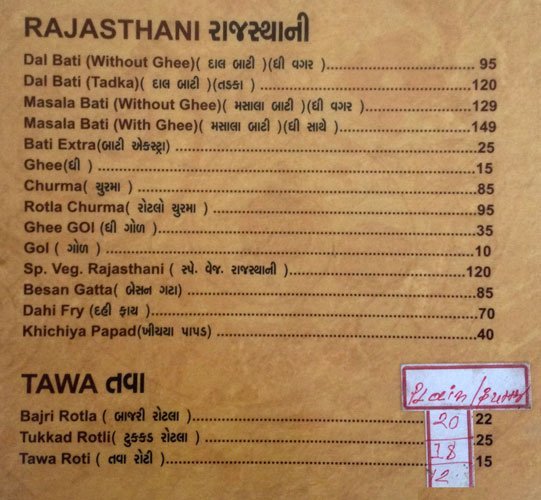 RAJASTHANI રાજસ્થાની
Dal Bati (Without Ghee)( દાલ બાટી )(ઘી વગર )........95
Dal Bati (Tadka)( દાલ બાટી )(તડકા )........120
Masala Bati (Without Ghee)( મસાલા બાટી )(ઘી વગર )........129
Masala Bati (With Ghee)( મસાલા બાટી )(ઘી સાથે )........149
Bati Extra(બાટી એકસ્ટ્રા)........25
Ghee(ઘી )........15
Churma ( ચુરમા )........85
Rotla Churma( રોટલો ચુરમા )........95
Ghee GOl (ઘી ગોળ )........35
Gol ( ગોળ )........10
Sp. Veg. Rajasthani ( સ્પે. વેજ. રાજસ્થાની )........120
Besan Gatta( બેસન ગટા)........85
Dahi Fry (દહી ફ્રાય )........70
Khichiya Papad(ખીચયા પાપડ )........40
TAWA તવા
Bajri Rotla ( બાજરી રોટલા )........20 22
Tukkad Rotli( ટુકકડ રોટલા )........18 25
Tawa Roti ( તવા રોટી )........12 15